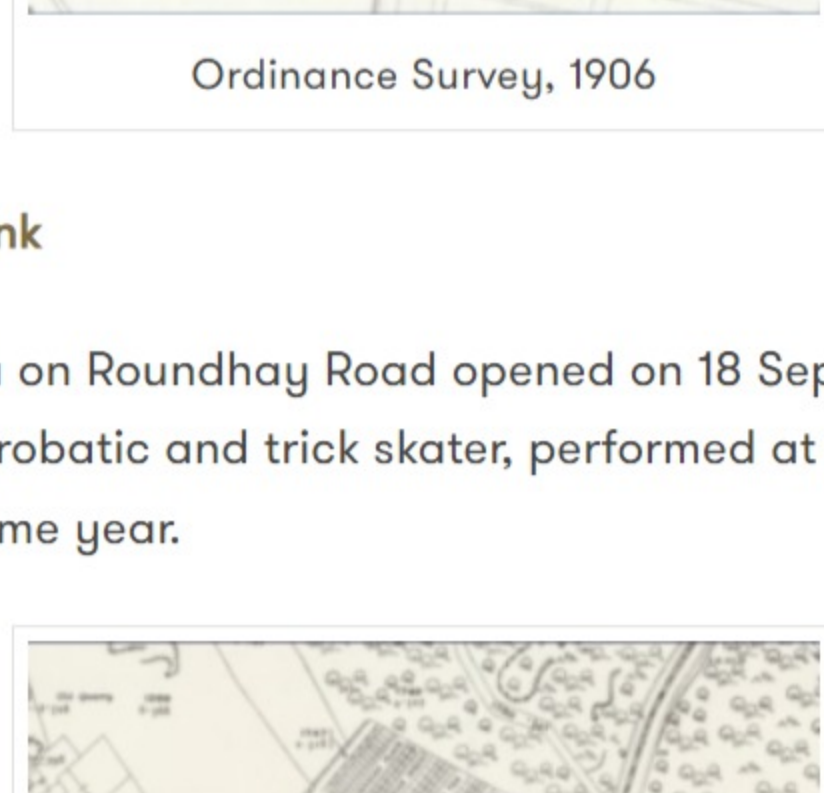 Ordinance Survey, 1906
nk
on Roundhay Road opened on 18 Sep
robatic and trick skater, performed at
me year.